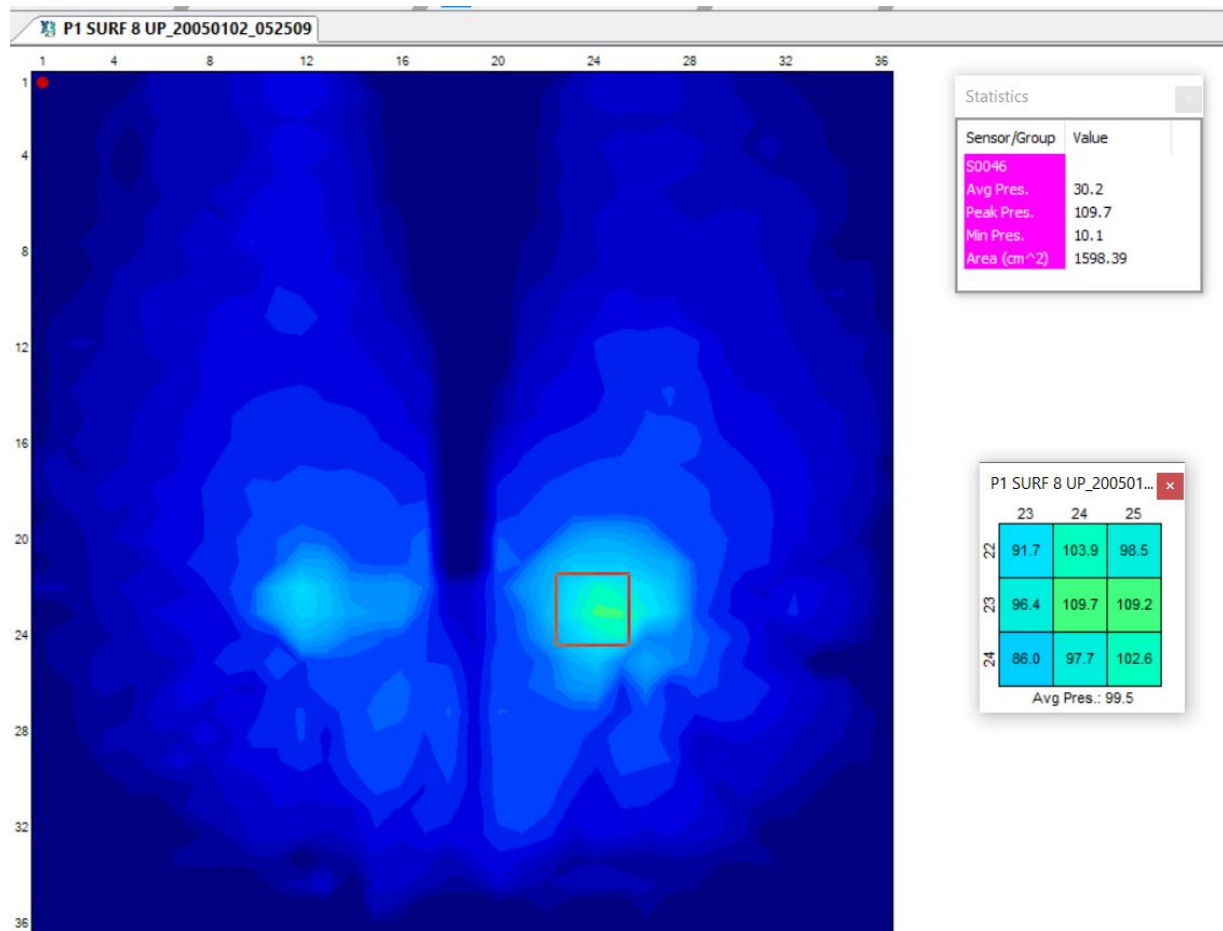 P1 SURF 8 UP_20050102_052509
1 4 8 12 16 20 24 28 32 36
1
4
8
12
16
20
24
28
32
36
Statistics
Sensor/Group Value
S0046
Avg Pres. 30.2
Peak Pres. 109.7
Min Pres. 10.1
Area (cm^2) 1598.39
P1 SURF 8 UP_200501... x
23 24 25
22 91.7 103.9 98.5
23 96.4 109.7 109.2
24 86.0 97.7 102.6
Avg Pres.: 99.5